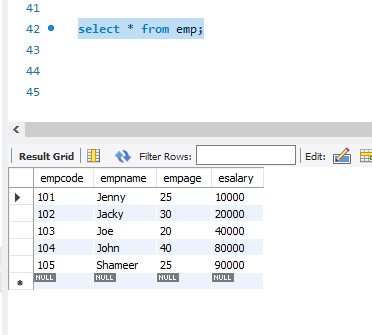 41
42 select * from emp;
43
44
45
Result Grid Filter Rows: Edit:
empcode empname empage esalary
101 Jenny 25 10000
102 Jacky 30 20000
103 Joe 20 40000
104 John 40 80000
105 Shameer 25 90000
NULL NULL NULL NULL